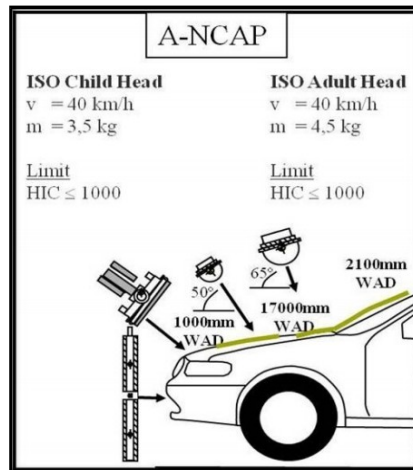 A-NCAP
ISO Child Head
v = 40 km/h
m = 3,5 kg
Limit
HIC ≤ 1000
ISO Adult Head
v = 40 km/h
m = 4,5 kg
Limit
HIC ≤ 1000
50°
65°
1000mm
WAD
17000mm
WAD
2100mm
WAD